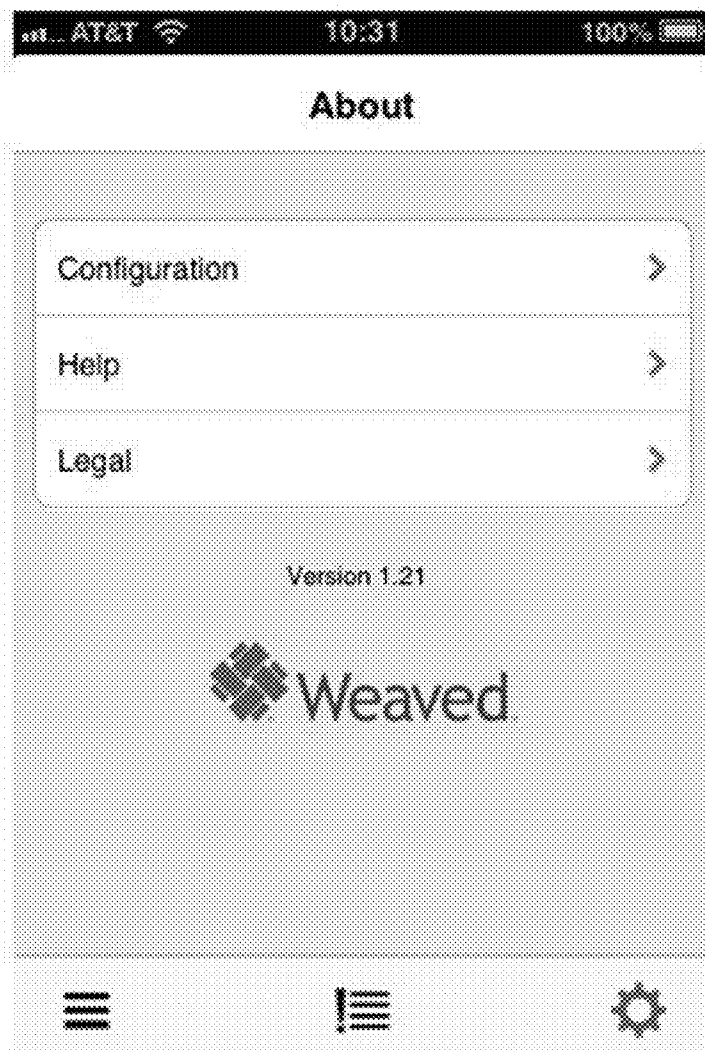 AT&T 10:31 100%
About
Configuration
Help
Legal
Version 1.21
Weaved